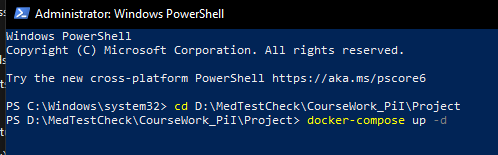 Administrator: Windows PowerShell
Windows PowerShell
Copyright (C) Microsoft Corporation. All rights reserved.
Try the new cross-platform PowerShell https://aka.ms/pscore6
PS C:\Windows\system32> cd D:\MedTestCheck\CourseWork_PiI\Project
PS D:\MedTestCheck\CourseWork_PiI\Project> docker-compose up -d